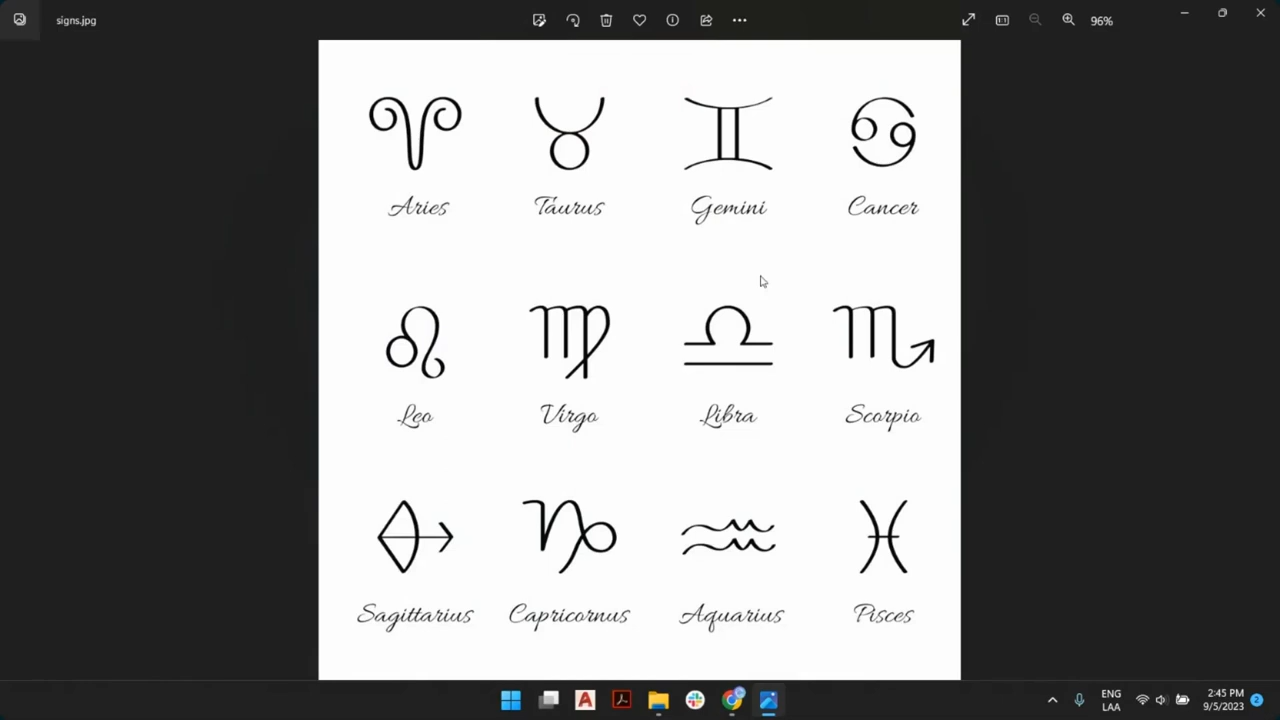 signs.jpg
96%
Aries Taurus Gemini Cancer
Leo Virgo Libra Scorpio
Sagittarius Capricornus Aquarius Pisces
ENG
LAA
2:45 PM
9/5/2023
2